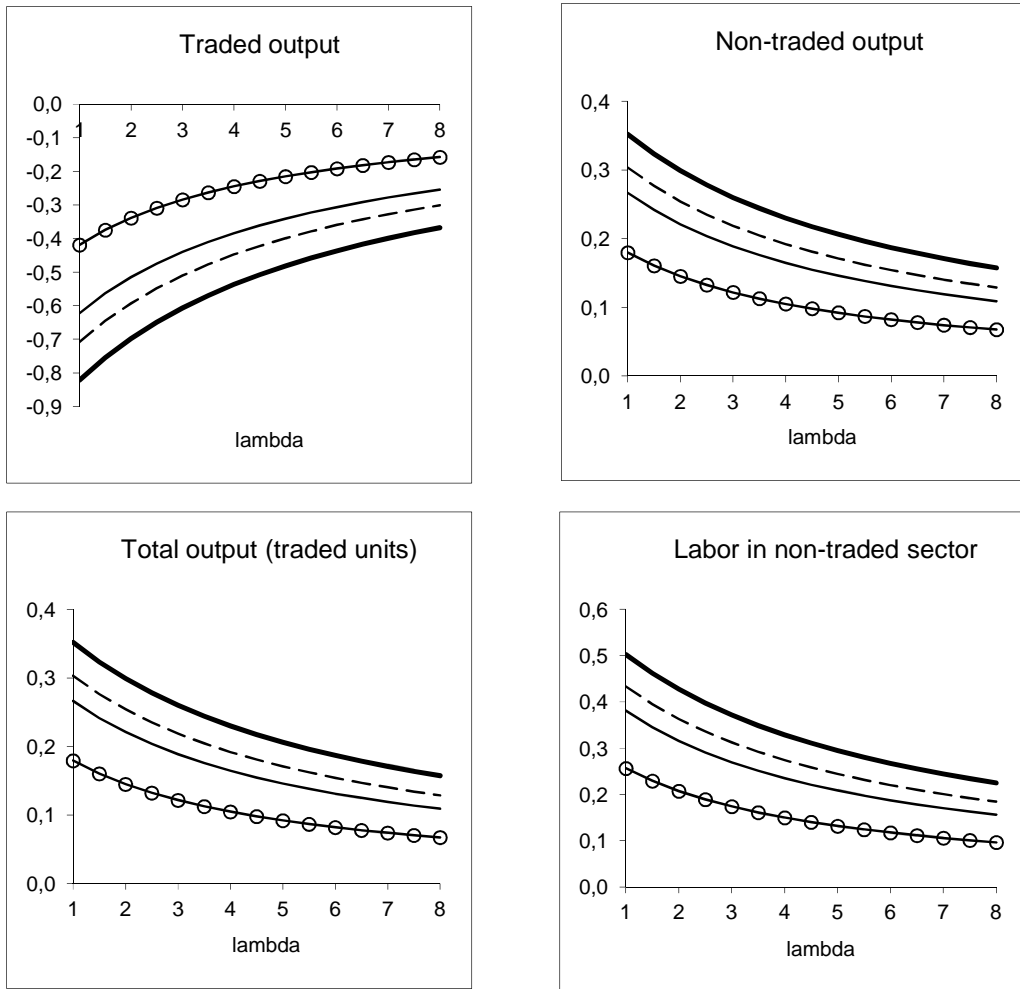 Traded output
0,0
-0,1
-0,2
-0,3
-0,4
-0,5
-0,6
-0,7
-0,8
-0,9
1 2 3 4 5 6 7 8
lambda
Non-traded output
0,4
0,3
0,2
0,1
0,0
1 2 3 4 5 6 7 8
lambda
Total output (traded units)
0,4
0,3
0,2
0,1
0,0
1 2 3 4 5 6 7 8
lambda
Labor in non-traded sector
0,6
0,5
0,4
0,3
0,2
0,1
0,0
1 2 3 4 5 6 7 8
lambda